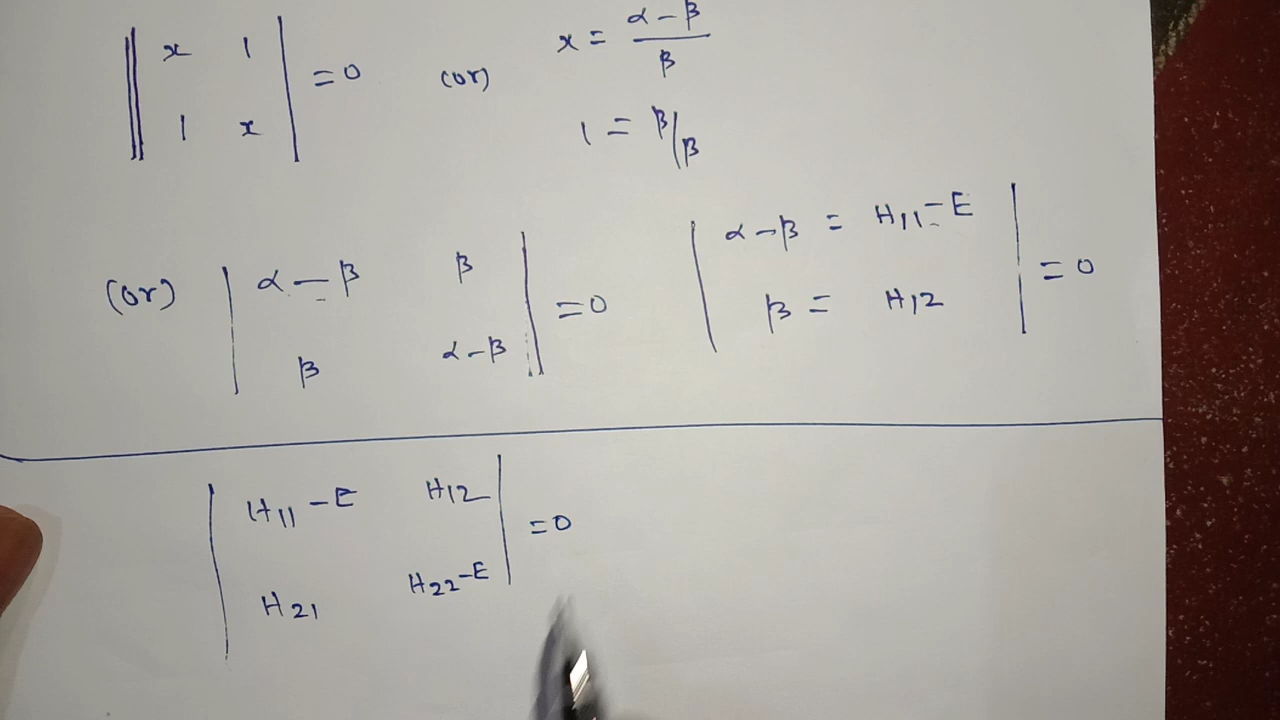 | x 1 | = 0 (or) x = α - β / β
| 1 x | 1 = β/β
(or) | α - β β | = 0 | α - β = H11 - E | = 0
| β α - β | | β = H12 |
| H11 - E H12 | = 0
| H21 H22 - E |